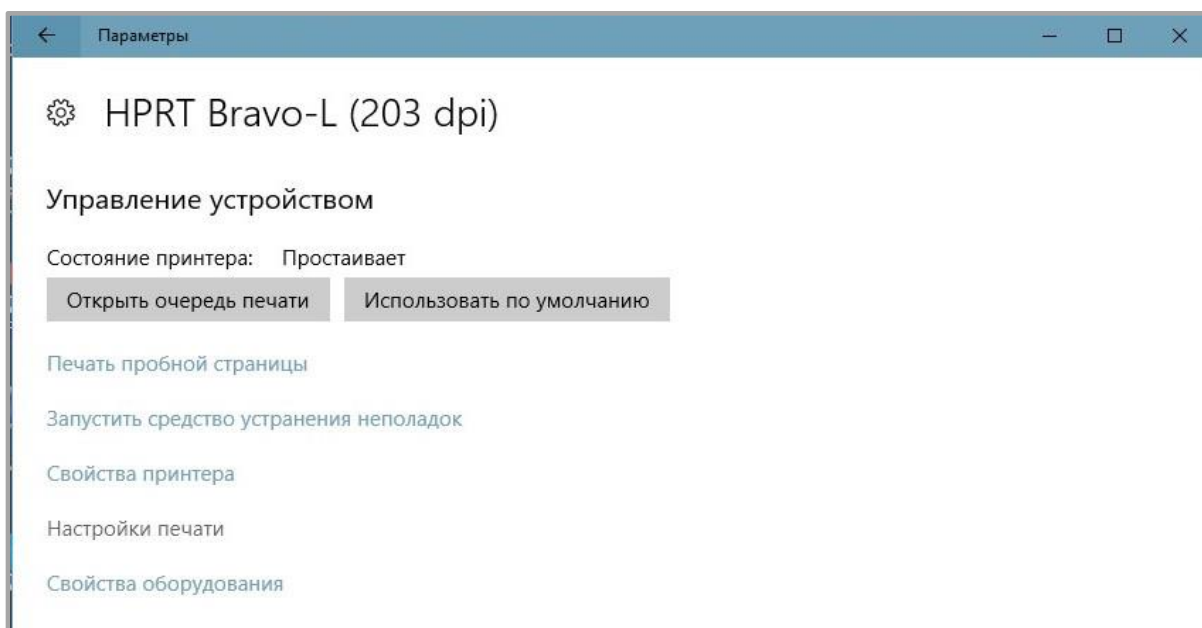 Параметры
HPRT Bravo-L (203 dpi)
Управление устройством
Состояние принтера: Простаивает
Открыть очередь печати Использовать по умолчанию
Печать пробной страницы
Запустить средство устранения неполадок
Свойства принтера
Настройки печати
Свойства оборудования